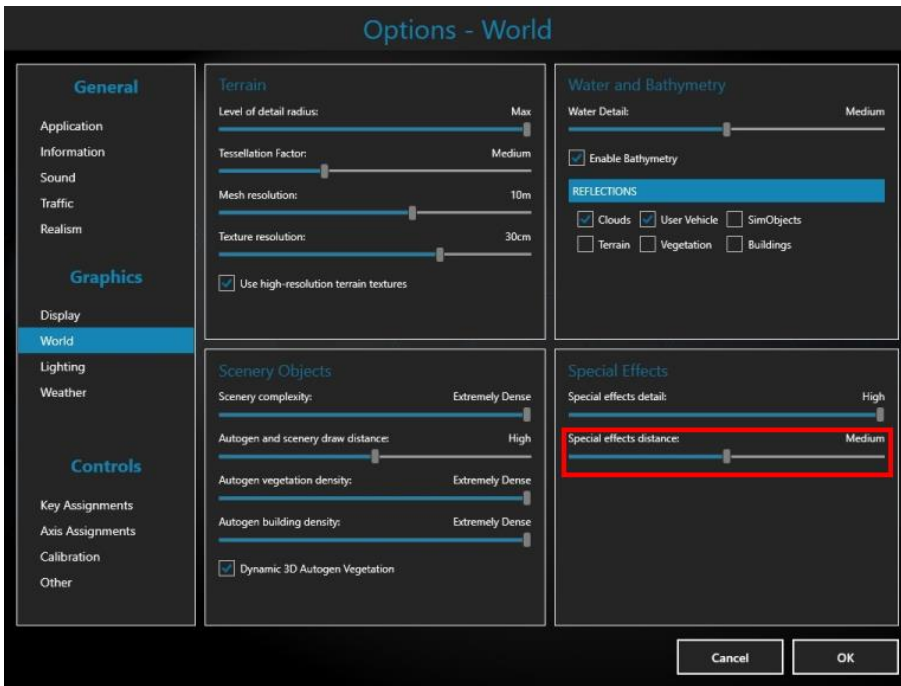 Options - World
General
Application
Information
Sound
Traffic
Realism
Graphics
Display
World
Lighting
Weather
Controls
Key Assignments
Axis Assignments
Calibration
Other
Terrain
Level of detail radius: Max
Tessellation Factor: Medium
Mesh resolution: 10m
Texture resolution: 30cm
Use high-resolution terrain textures
Water and Bathymetry
Water Detail: Medium
Enable Bathymetry
REFLECTIONS
Clouds User Vehicle SimObjects
Terrain Vegetation Buildings
Scenery Objects
Scenery complexity: Extremely Dense
Autogen and scenery draw distance: High
Autogen vegetation density: Extremely Dense
Autogen building density: Extremely Dense
Dynamic 3D Autogen Vegetation
Special Effects
Special effects detail: High
Special effects distance: Medium
Cancel OK